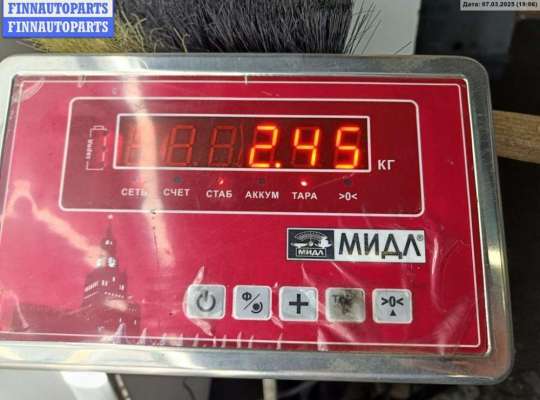 FINNAUTOPARTS
FINNAUTOPARTS
FINNAUTOPARTS
Дата: 07.03.2025 (19:06)
2.45
КГ
СЕТЬ СЧЕТ СТАБ АККУМ ТАРА >0<
МИДЛ
МИДЛ®
Ф/
+
>0<